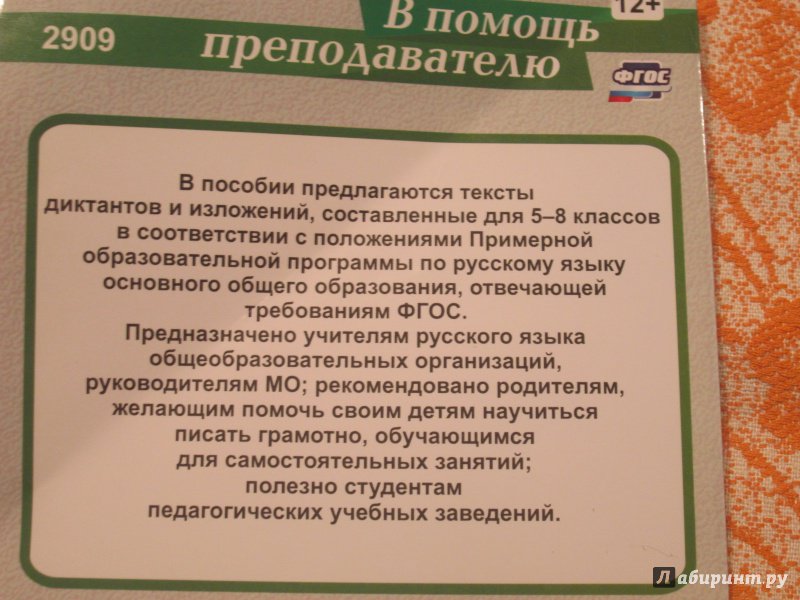 12+
В помощь
преподавателю
2909
ФГОС
В пособии предлагаются тексты
диктантов и изложений, составленные для 5–8 классов
в соответствии с положениями Примерной
образовательной программы по русскому языку
основного общего образования, отвечающей
требованиям ФГОС.
Предназначено учителям русского языка
общеобразовательных организаций,
руководителям МО; рекомендовано родителям,
желающим помочь своим детям научиться
писать грамотно, обучающимся
для самостоятельных занятий;
полезно студентам
педагогических учебных заведений.
Лабиринт.ру